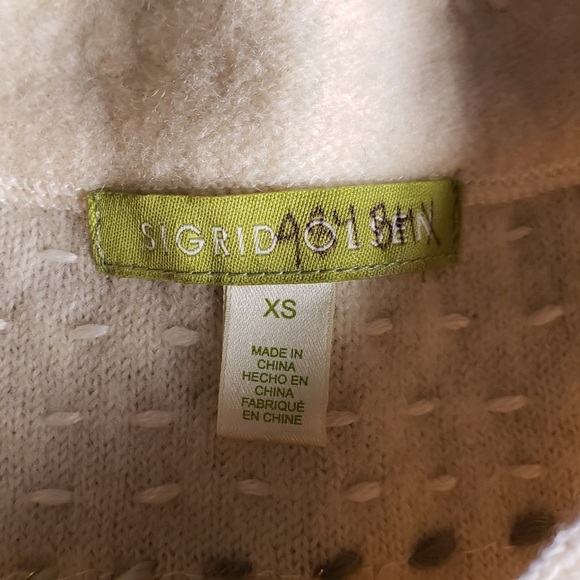 SIGRID OLSEN
XS
MADE IN
CHINA
HECHO EN
CHINA
FABRIQUÉ
EN CHINE